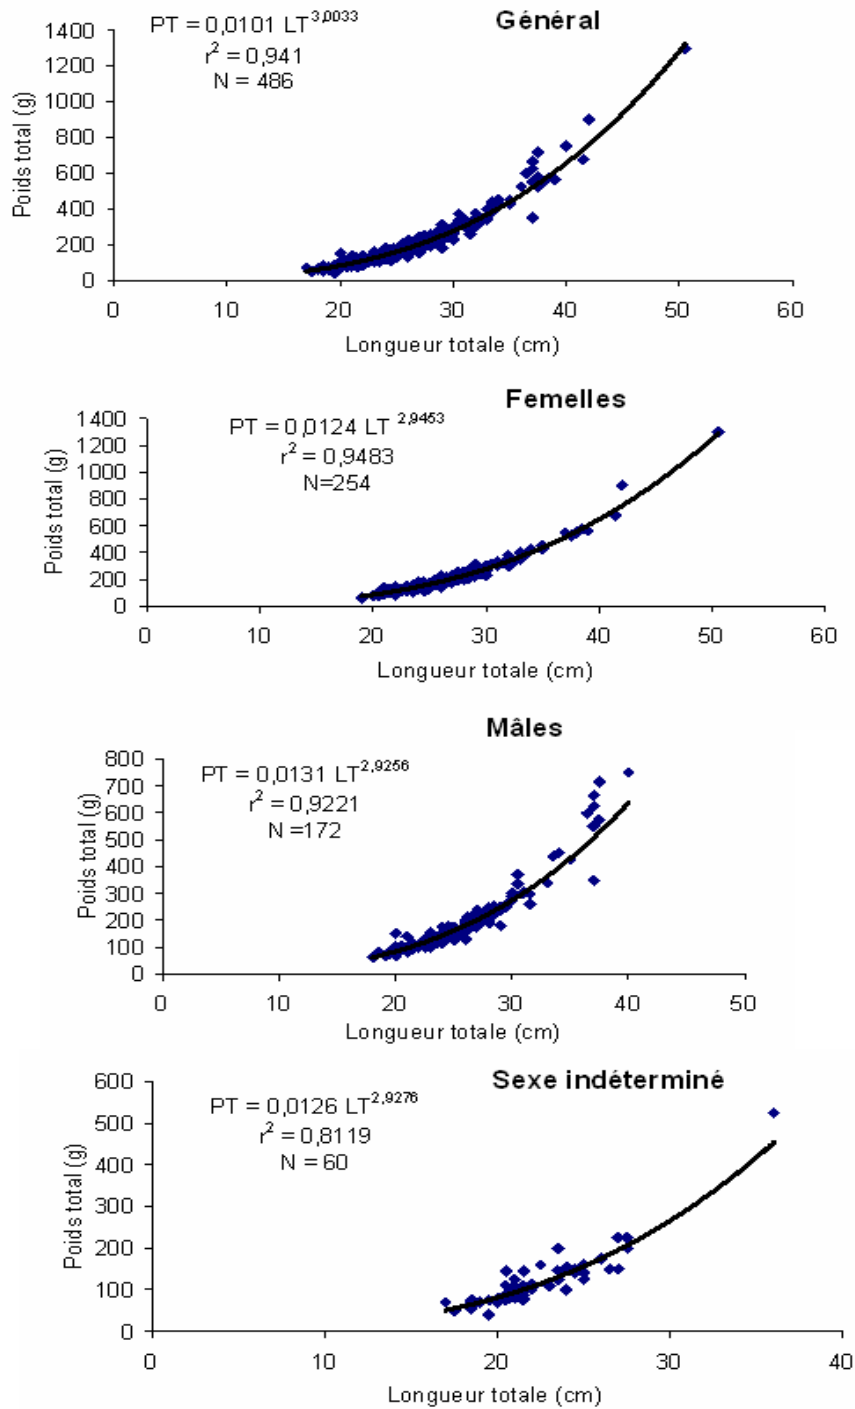 Général
PT = 0,0101 LT^3,0033
r² = 0,941
N = 486
Poids total (g)
1400
1200
1000
800
600
400
200
0
0 10 20 30 40 50 60
Longueur totale (cm)
Femelles
PT = 0,0124 LT ^2,9453
r² = 0,9483
N=254
Poids total (g)
1400
1200
1000
800
600
400
200
0
0 10 20 30 40 50 60
Longueur totale (cm)
Mâles
PT = 0,0131 LT^2,9256
r² = 0,9221
N =172
Poids total (g)
800
700
600
500
400
300
200
100
0
0 10 20 30 40 50
Longueur totale (cm)
Sexe indéterminé
PT = 0,0126 LT^2,9276
r² = 0,8119
N = 60
Poids total (g)
600
500
400
300
200
100
0
0 10 20 30 40
Longueur totale (cm)